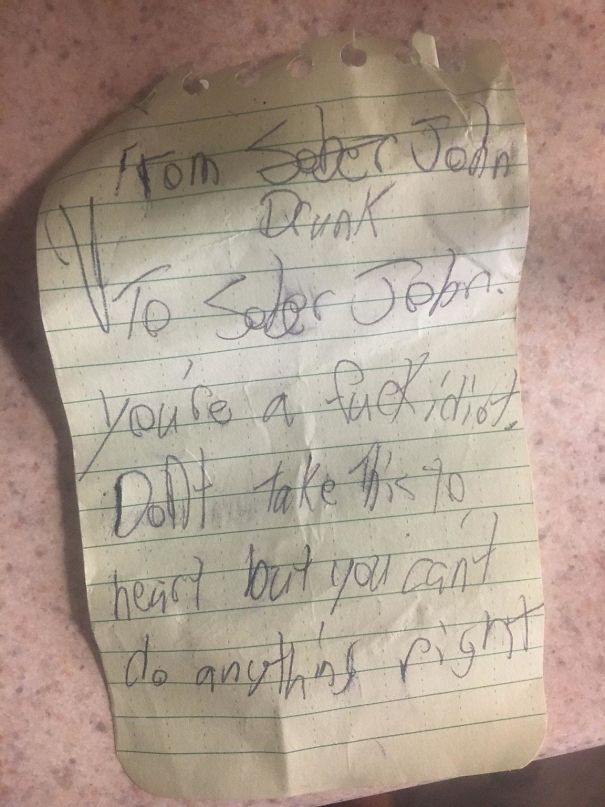 From Sober John
Drunk
To Sober John.
you're a fuck idiot.
Don't take this to
heart but you can't
do anything right